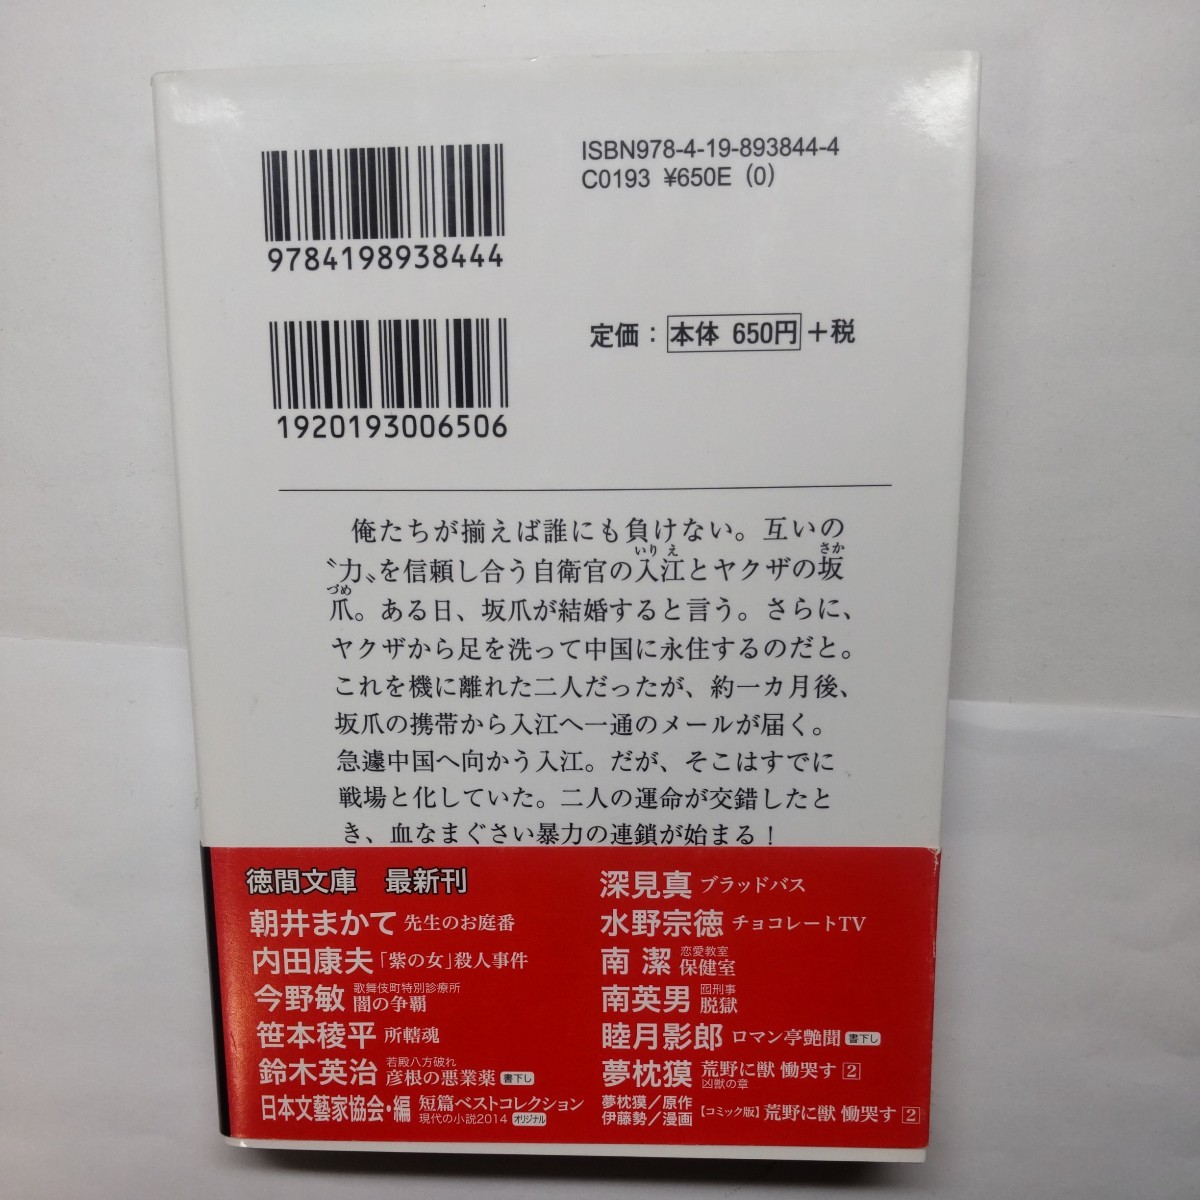 ISBN978-4-19-893844-4
C0193 ¥650E (0)
9784198938444
定価：本体 650円＋税
1920193006506
俺たちが揃えば誰にも負けない。互いの
〝力〟を信頼し合う自衛官の入江とヤクザの坂
いりえ さか
爪。ある日、坂爪が結婚すると言う。さらに、
づめ
ヤクザから足を洗って中国に永住するのだと。
これを機に離れた二人だったが、約一カ月後、
坂爪の携帯から入江へ一通のメールが届く。
急遽中国へ向かう入江。だが、そこはすでに
戦場と化していた。二人の運命が交錯したと
き、血なまぐさい暴力の連鎖が始まる！
徳間文庫 最新刊
朝井まかて 先生のお庭番
内田康夫 「紫の女」殺人事件
今野敏 歌舞伎町特別診療所 闇の争覇
笹本稜平 所轄魂
鈴木英治 若殿八方破れ 彦根の悪業薬 書下し
日本文藝家協会・編 短篇ベストコレクション 現代の小説2014 オリジナル
深見真 ブラッドバス
水野宗徳 チョコレートTV
南 潔 恋愛教室 保健室
南英男 囮刑事 脱獄
睦月影郎 ロマン亭艶聞 書下し
夢枕獏 荒野に獣 慟哭す 2 凶獣の章
夢枕獏／原作 伊藤勢／漫画 【コミック版】荒野に獣 慟哭す 2